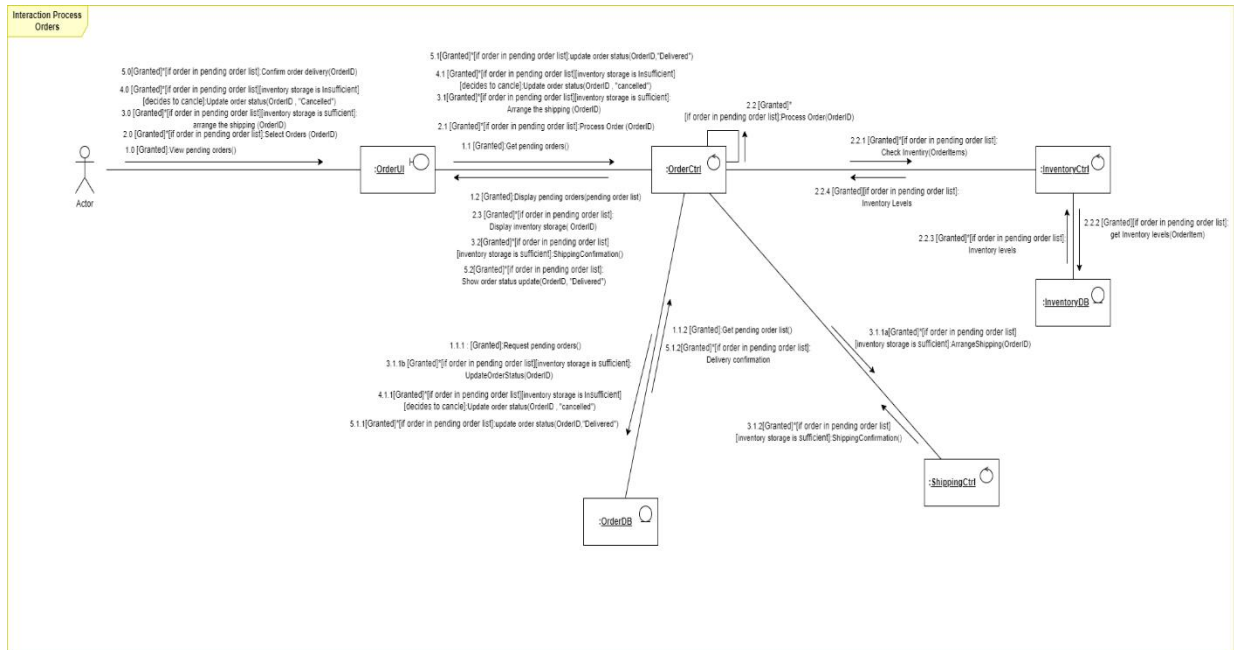 Interaction Process
Orders
5.0[Granted]*[if order in pending order list]:Confirm order delivery(OrderID)
4.0 [Granted]*[if order in pending order list][inventory storage is Insufficient]
[decides to cancle]:Update order status(OrderID , "Cancelled")
3.0 [Granted]*[if order in pending order list][inventory storage is sufficient]:
arrange the shipping (OrderID)
2.0 [Granted]*[if order in pending order list]:Select Orders (OrderID)
1.0 [Granted]:View pending orders()
Actor
:OrderUI
5.1[Granted]*[if order in pending order list]:update order status(OrderID,"Delivered")
4.1 [Granted]*[if order in pending order list][inventory storage is Insufficient]
[decides to cancle]:Update order status(OrderID , "cancelled")
3.1[Granted]*[if order in pending order list][inventory storage is sufficient]:
Arrange the shipping (OrderID)
2.1 [Granted]*[if order in pending order list]:Process Order (OrderID)
1.1 [Granted]:Get pending orders()
1.2 [Granted]:Display pending orders(pending order list)
2.3 [Granted]*[if order in pending order list]:
Display inventory storage( OrderID)
3.2[Granted]*[if order in pending order list]
[inventory storage is sufficient]:ShippingConfirmation()
5.2[Granted]*[if order in pending order list]:
Show order status update(OrderID, "Delivered")
:OrderCtrl
2.2 [Granted]*
[if order in pending order list]:Process Order(OrderID)
2.2.1 [Granted]*[if order in pending order list]:
Check Inventiry(OrderItems)
2.2.4 [Granted][if order in pending order list]:
Inventory Levels
:InventoryCtrl
2.2.2 [Granted][if order in pending order list]:
get Inventory levels(OrderItem)
2.2.3 [Granted]*[if order in pending order list]:
Inventory levels
:InventoryDB
1.1.1 : [Granted]:Request pending orders()
3.1.1b [Granted]*[if order in pending order list][inventory storage is sufficient]:
UpdateOrderStatus(OrderID)
4.1.1[Granted]*[if order in pending order list][inventory storage is Insufficient]
[decides to cancle]:Update order status(OrderID , "cancelled")
5.1.1[Granted]*[if order in pending order list]:update order status(OrderID,"Delivered")
1.1.2 [Granted]:Get pending order list()
5.1.2[Granted]*[if order in pending order list]:
Delivery confirmation
3.1.1a[Granted]*[if order in pending order list]
[inventory storage is sufficient]:ArrangeShipping(OrderID)
3.1.2[Granted]*[if order in pending order list]
[inventory storage is sufficient]:ShippingConfirmation()
:ShippingCtrl
:OrderDB